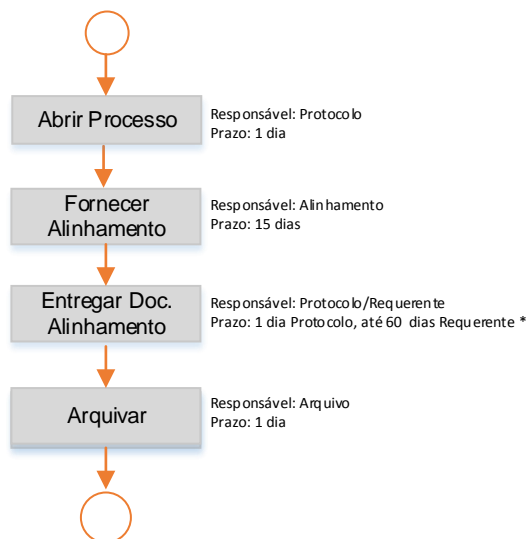 Abrir Processo
Responsável: Protocolo
Prazo: 1 dia
Fornecer
Alinhamento
Responsável: Alinhamento
Prazo: 15 dias
Entregar Doc.
Alinhamento
Responsável: Protocolo/Requerente
Prazo: 1 dia Protocolo, até 60 dias Requerente *
Arquivar
Responsável: Arquivo
Prazo: 1 dia